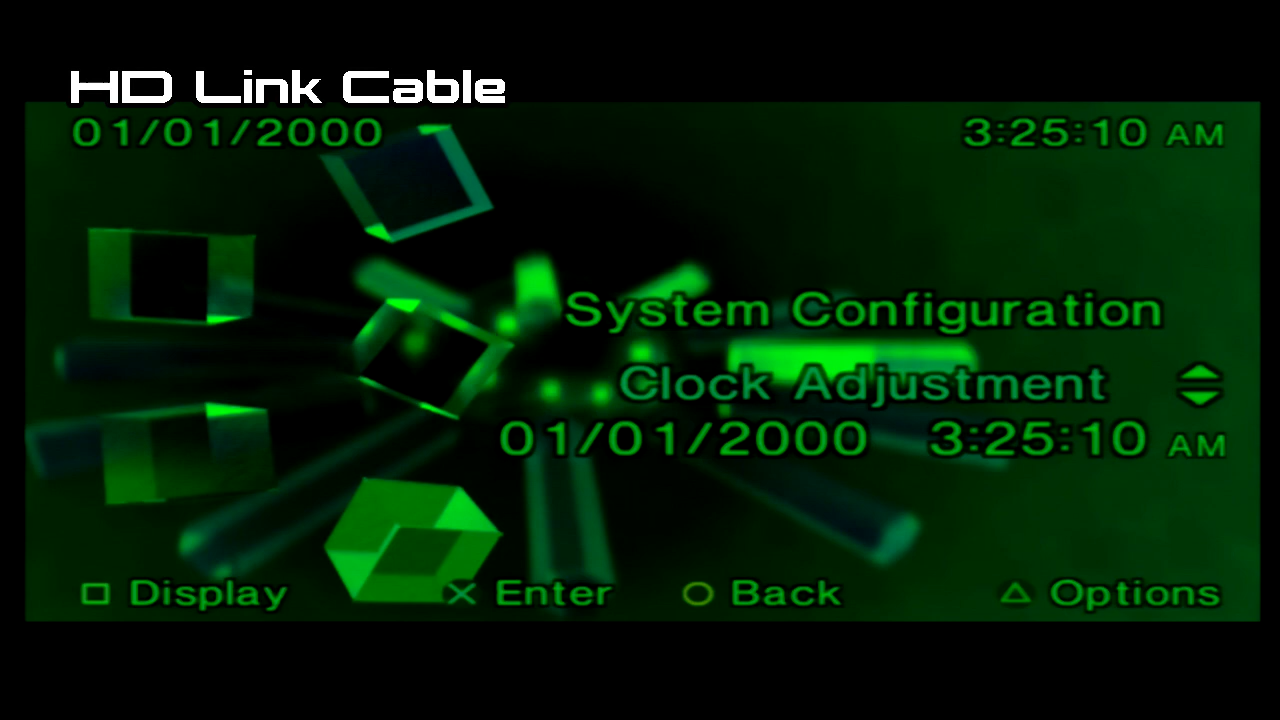 HD Link Cable
01/01/2000 3:25:10 AM
System Configuration
Clock Adjustment
01/01/2000 3:25:10 AM
Display Enter Back Options